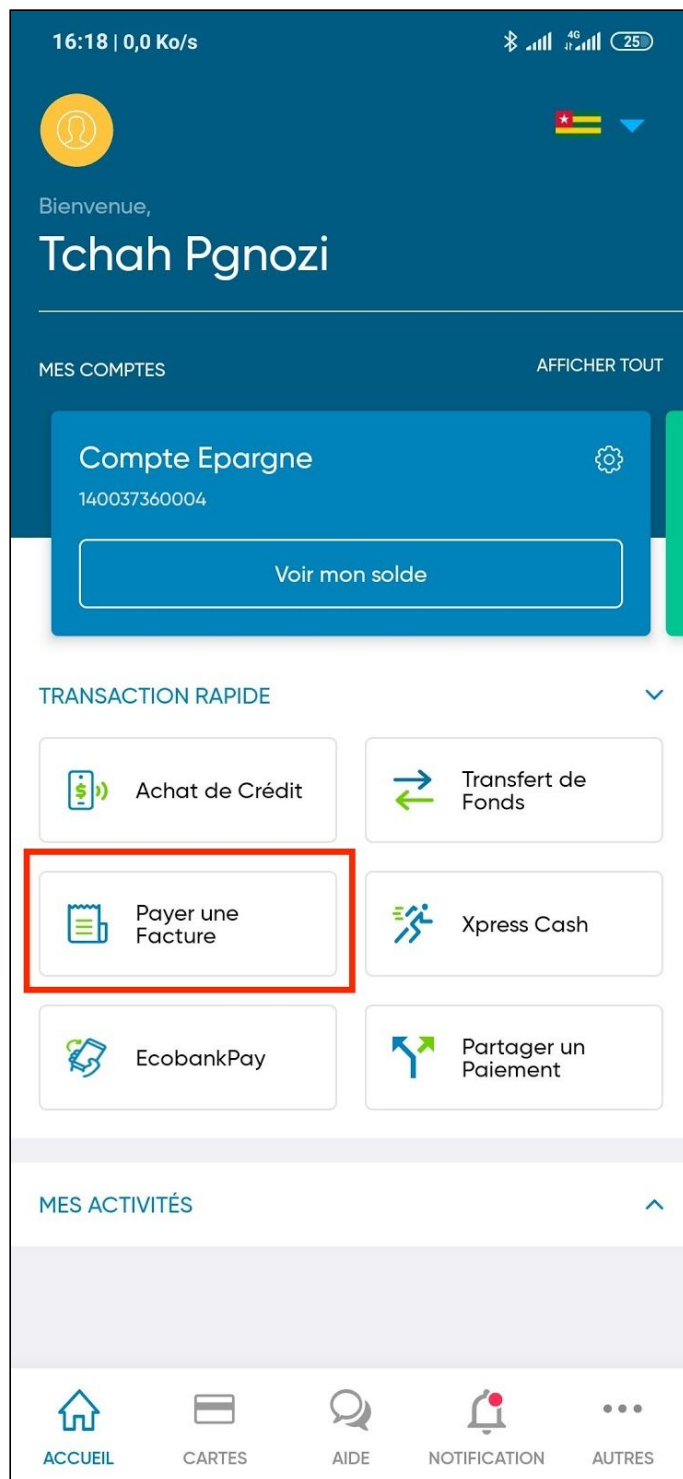 16:18 | 0,0 Ko/s 4G 25
Bienvenue,
Tchah Pgnozi
MES COMPTES AFFICHER TOUT
Compte Epargne
140037360004
Voir mon solde
TRANSACTION RAPIDE
Achat de Crédit
Transfert de
Fonds
Payer une
Facture
Xpress Cash
EcobankPay
Partager un
Paiement
MES ACTIVITÉS
ACCUEIL CARTES AIDE NOTIFICATION AUTRES